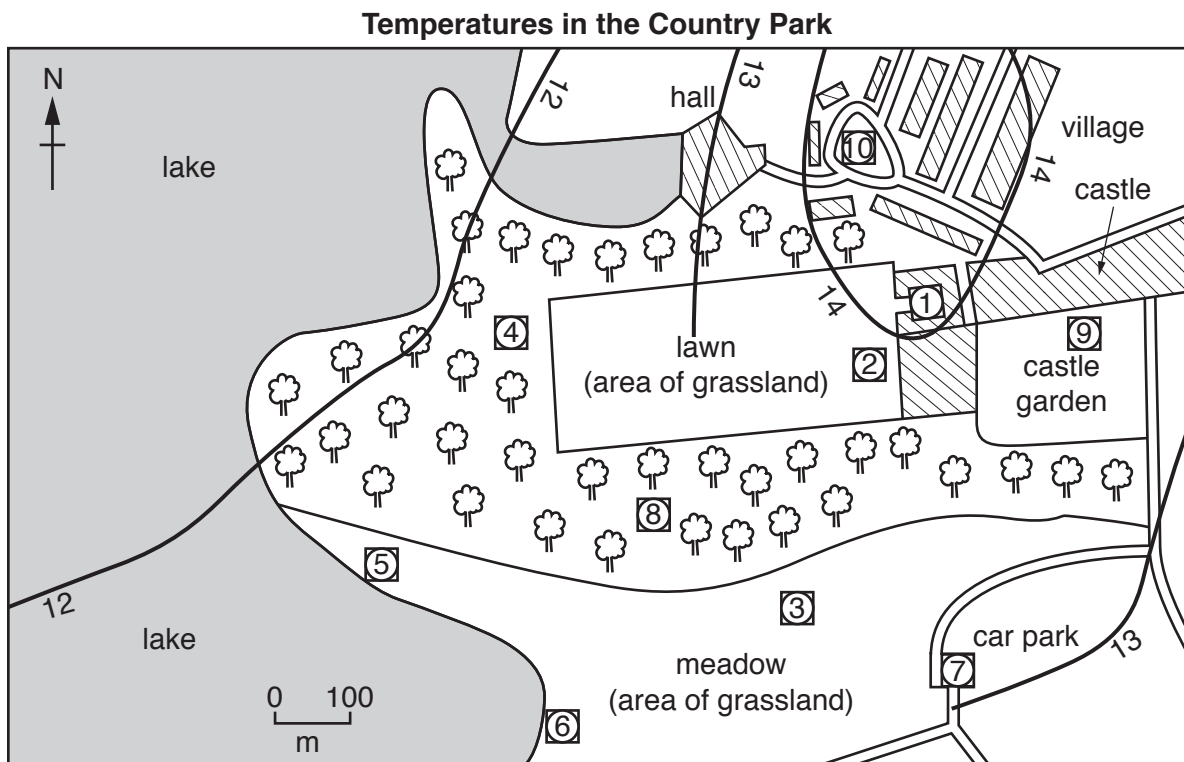 Temperatures in the Country Park
N
12
13
hall
10
village
lake
14
castle
1
14
4
lawn
(area of grassland)
2
9
castle
garden
8
5
12
3
lake
car park
13
meadow
(area of grassland)
7
0 100
m
6